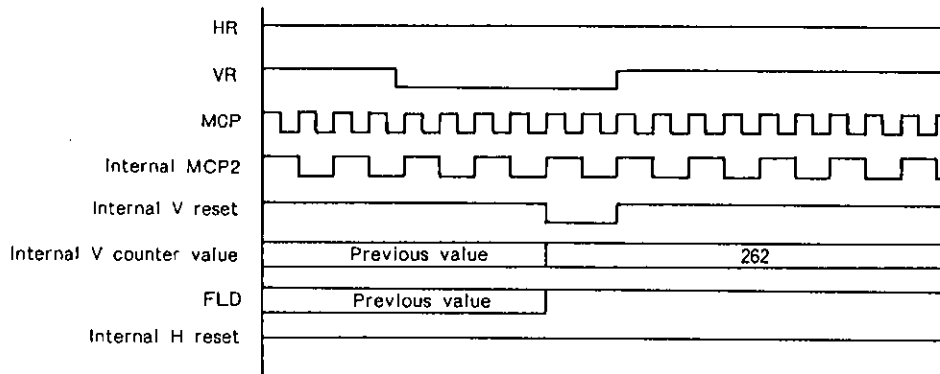 HR
VR
MCP
Internal MCP2
Internal V reset
Internal V counter value Previous value 262
FLD Previous value
Internal H reset